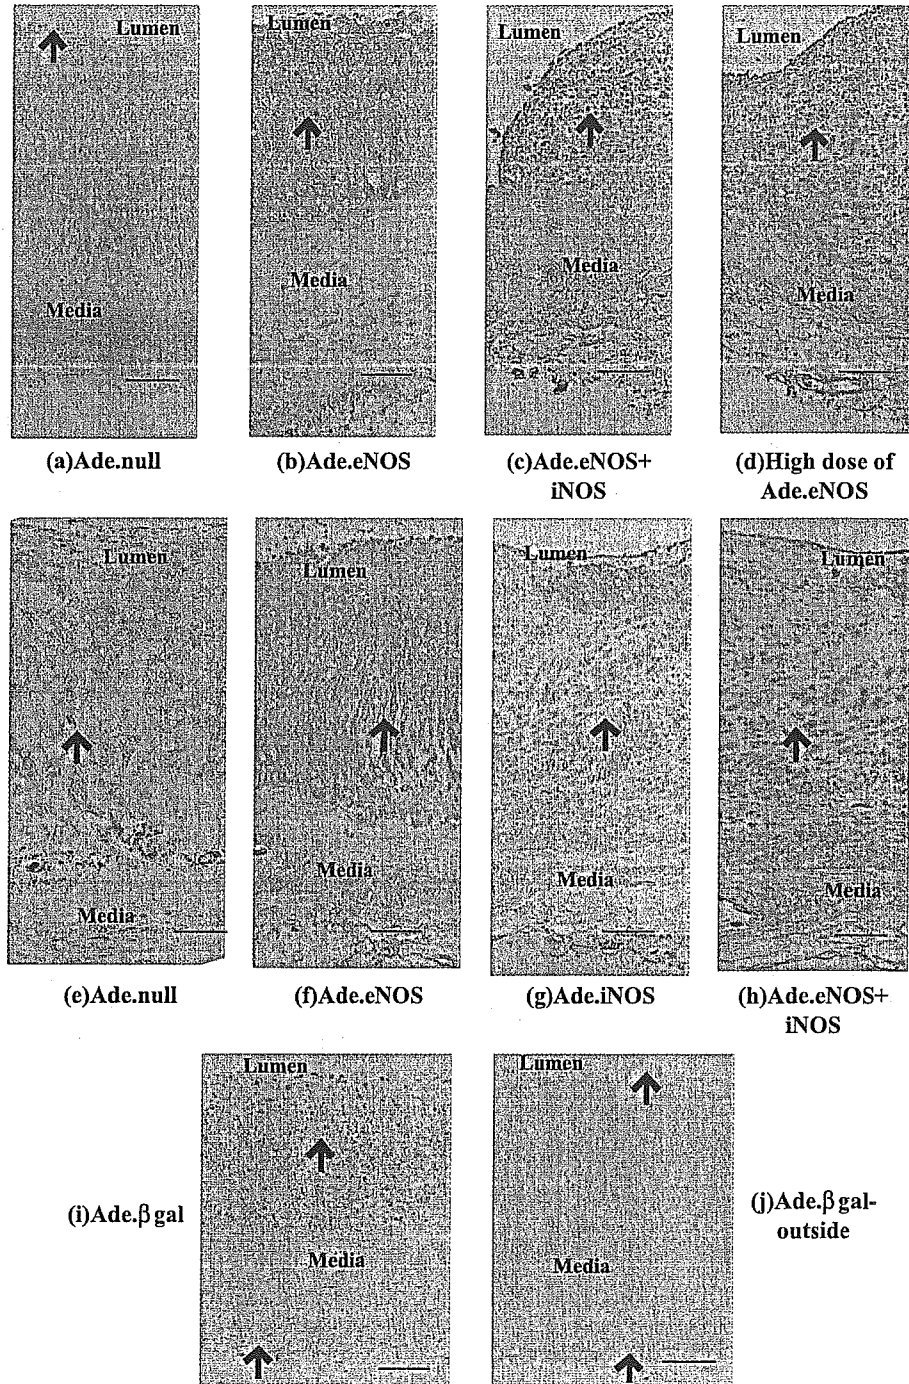 Lumen
Media
(a)Ade.null
Lumen
Media
(b)Ade.eNOS
Lumen
Media
(c)Ade.eNOS+
iNOS
Lumen
Media
(d)High dose of
Ade.eNOS
Lumen
Media
(e)Ade.null
Lumen
Media
(f)Ade.eNOS
Lumen
Media
(g)Ade.iNOS
Lumen
Media
(h)Ade.eNOS+
iNOS
Lumen
Media
(i)Ade.β gal
Lumen
Media
(j)Ade.β gal-
outside